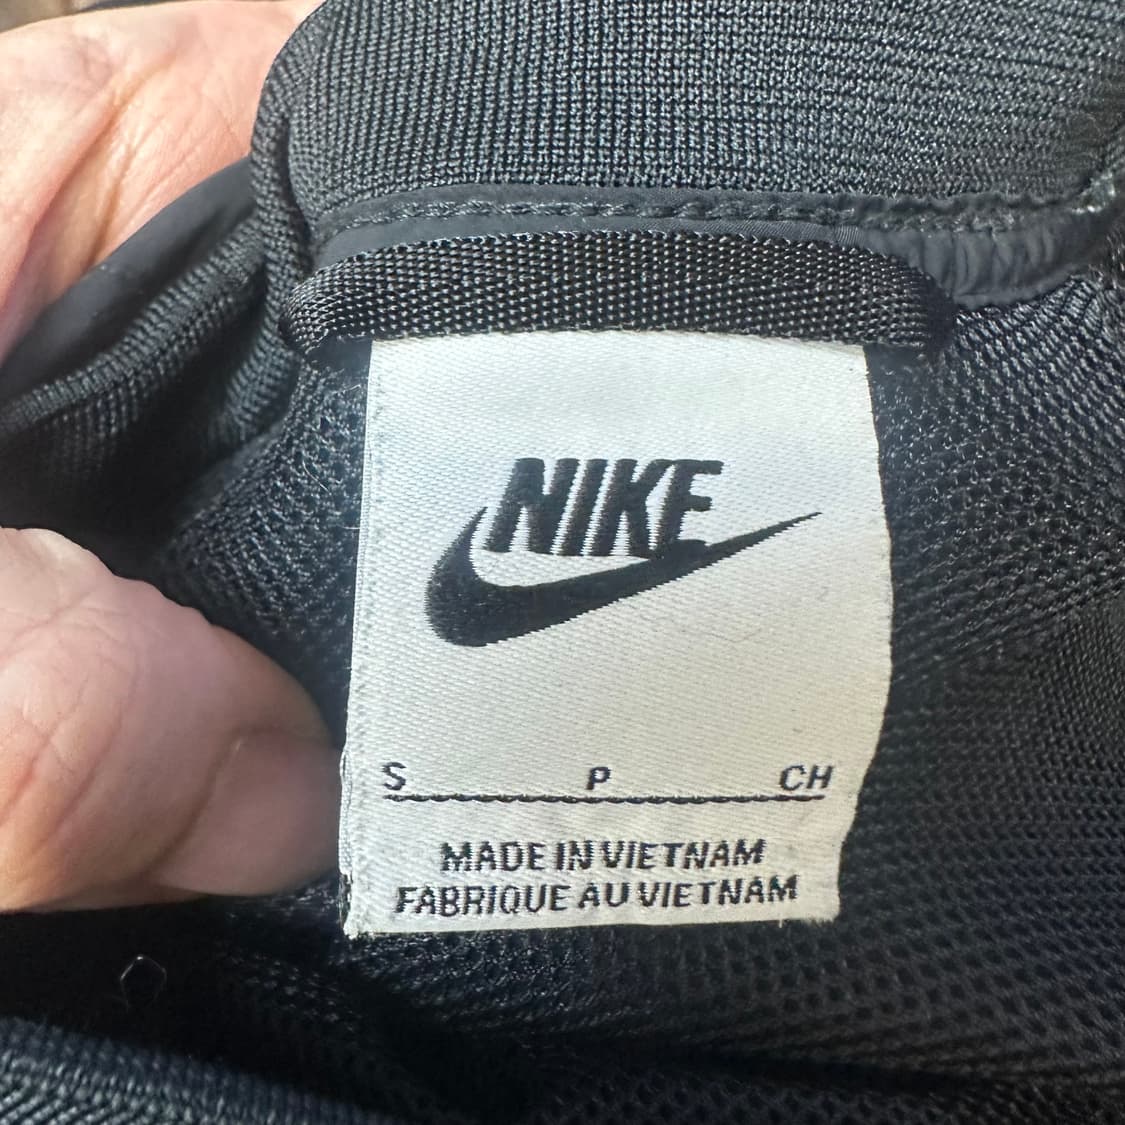 NIKE
S P CH
MADE IN VIETNAM
FABRIQUE AU VIETNAM